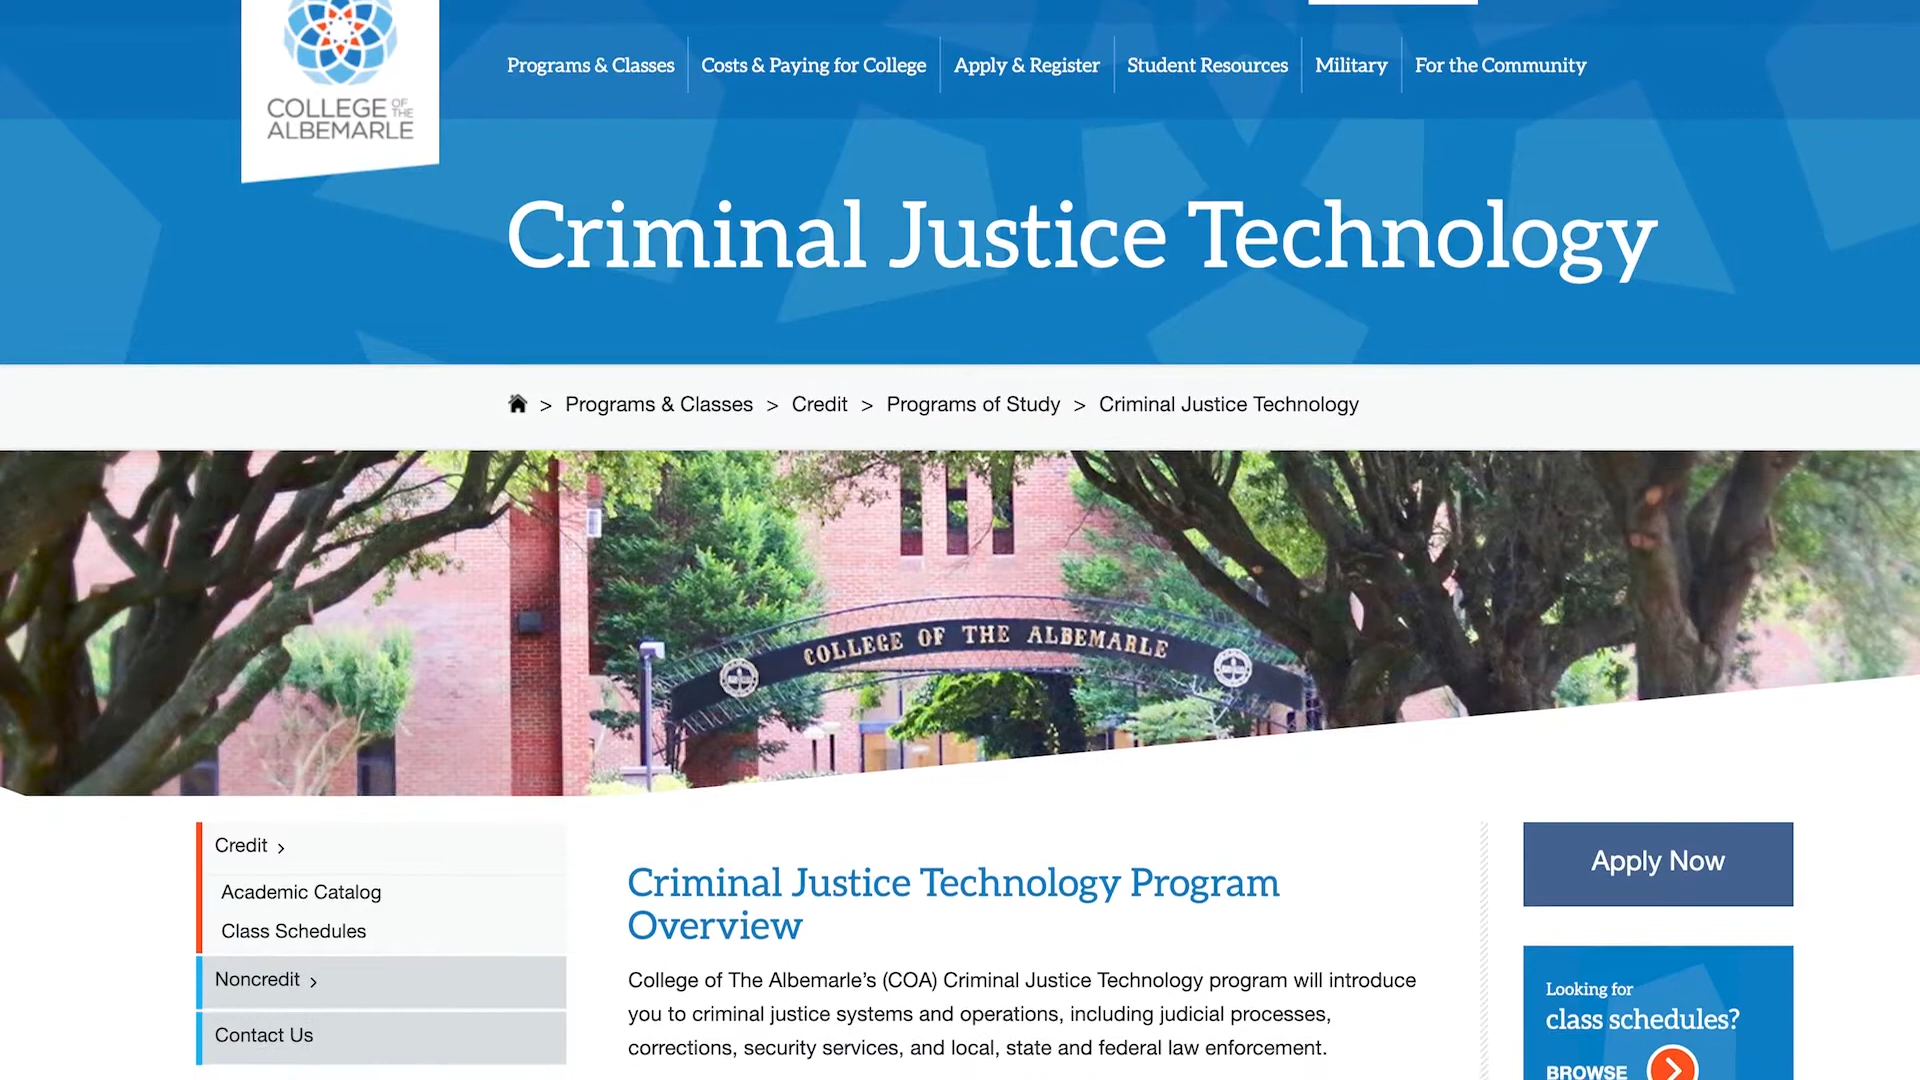 COLLEGE OF THE
ALBEMARLE
Programs & Classes
Costs & Paying for College
Apply & Register
Student Resources
Military
For the Community
Criminal Justice Technology
> Programs & Classes > Credit > Programs of Study > Criminal Justice Technology
COLLEGE OF THE ALBEMARLE
Credit >
Academic Catalog
Class Schedules
Noncredit >
Contact Us
Criminal Justice Technology Program
Overview
College of The Albemarle’s (COA) Criminal Justice Technology program will introduce
you to criminal justice systems and operations, including judicial processes,
corrections, security services, and local, state and federal law enforcement.
Apply Now
Looking for
class schedules?
BROWSE